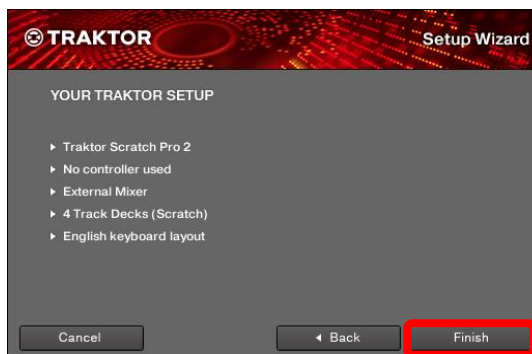 TRAKTOR
Setup Wizard
YOUR TRAKTOR SETUP
Traktor Scratch Pro 2
No controller used
External Mixer
4 Track Decks (Scratch)
English keyboard layout
Cancel
Back
Finish